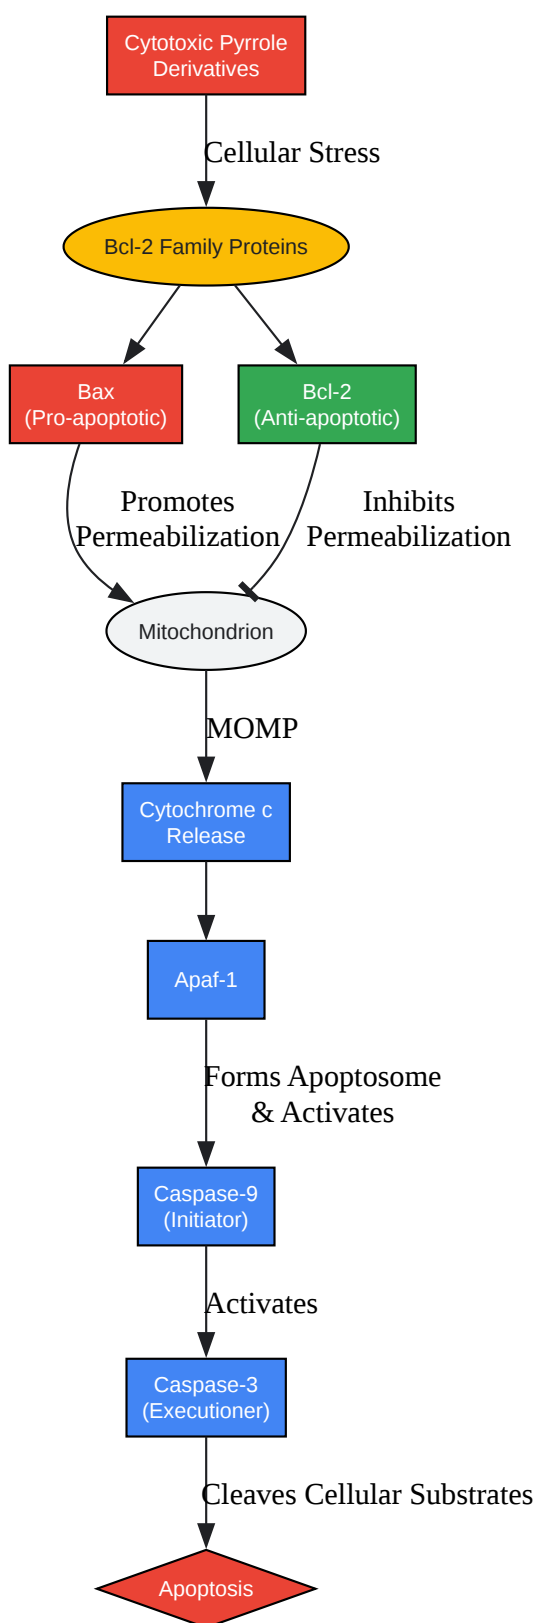 Cytotoxic Pyrrole
Derivatives
Cellular Stress
Bcl-2 Family Proteins
Bax
(Pro-apoptotic)
Bcl-2
(Anti-apoptotic)
Promotes
Permeabilization
Inhibits
Permeabilization
Mitochondrion
MOMP
Cytochrome c
Release
Apaf-1
Forms Apoptosome
& Activates
Caspase-9
(Initiator)
Activates
Caspase-3
(Executioner)
Cleaves Cellular Substrates
Apoptosis